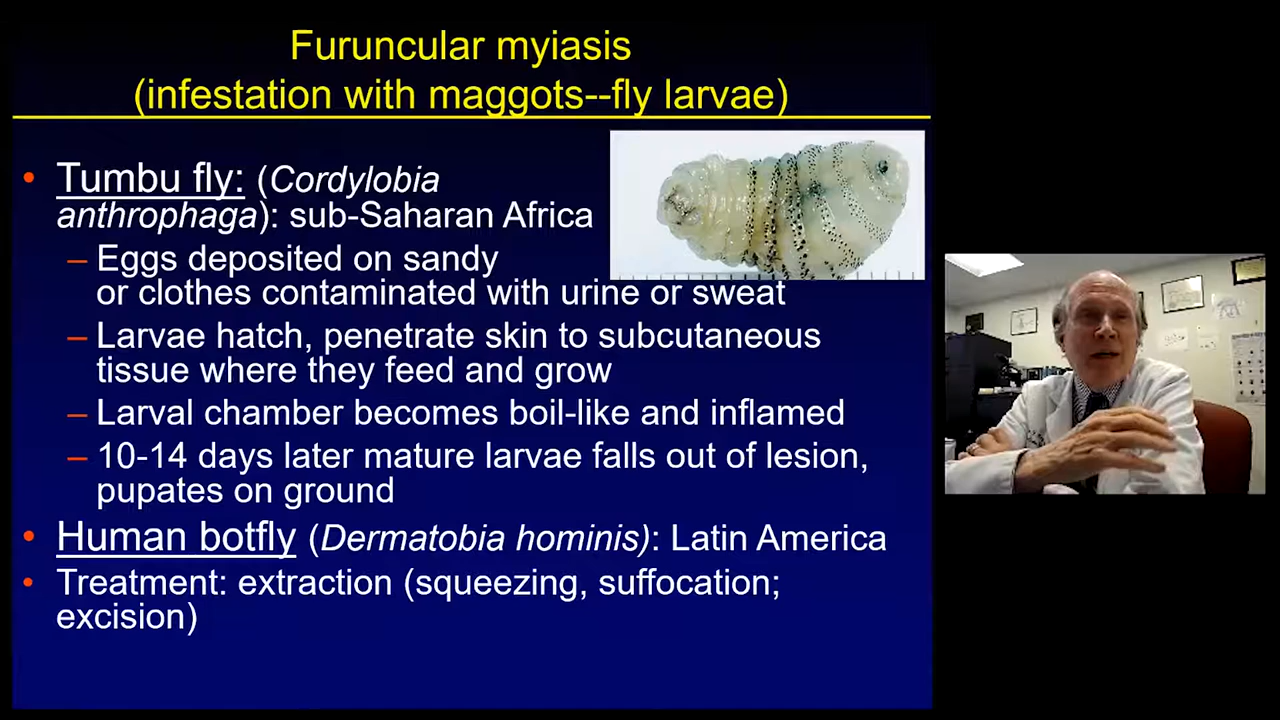 Furuncular myiasis
(infestation with maggots--fly larvae)
• Tumbu fly: (Cordylobia
anthrophaga): sub-Saharan Africa
– Eggs deposited on sandy
or clothes contaminated with urine or sweat
– Larvae hatch, penetrate skin to subcutaneous
tissue where they feed and grow
– Larval chamber becomes boil-like and inflamed
– 10-14 days later mature larvae falls out of lesion,
pupates on ground
• Human botfly (Dermatobia hominis): Latin America
• Treatment: extraction (squeezing, suffocation;
excision)